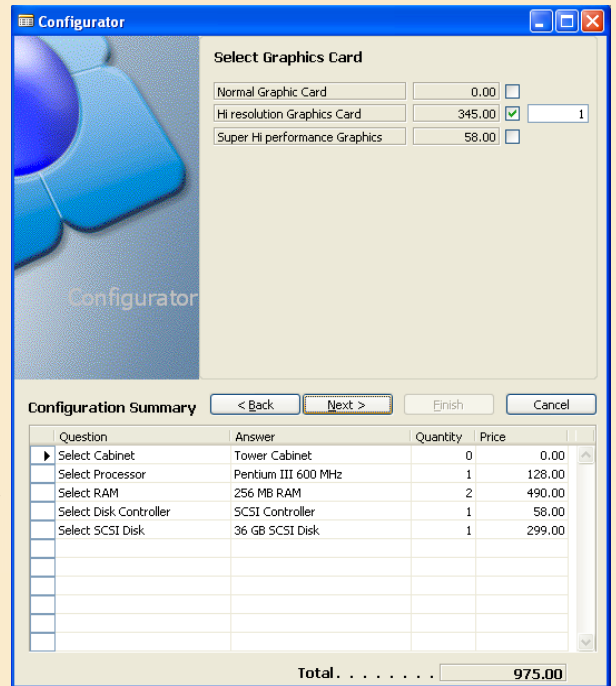 Configurator
Select Graphics Card
Normal Graphic Card 0.00
Hi resolution Graphics Card 345.00 1
Super Hi performance Graphics 58.00
Configurator
Configuration Summary < Back Next > Finish Cancel
Question Answer Quantity Price
Select Cabinet Tower Cabinet 0 0.00
Select Processor Pentium III 600 MHz 1 128.00
Select RAM 256 MB RAM 2 490.00
Select Disk Controller SCSI Controller 1 58.00
Select SCSI Disk 36 GB SCSI Disk 1 299.00
Total . . . . . . . . 975.00